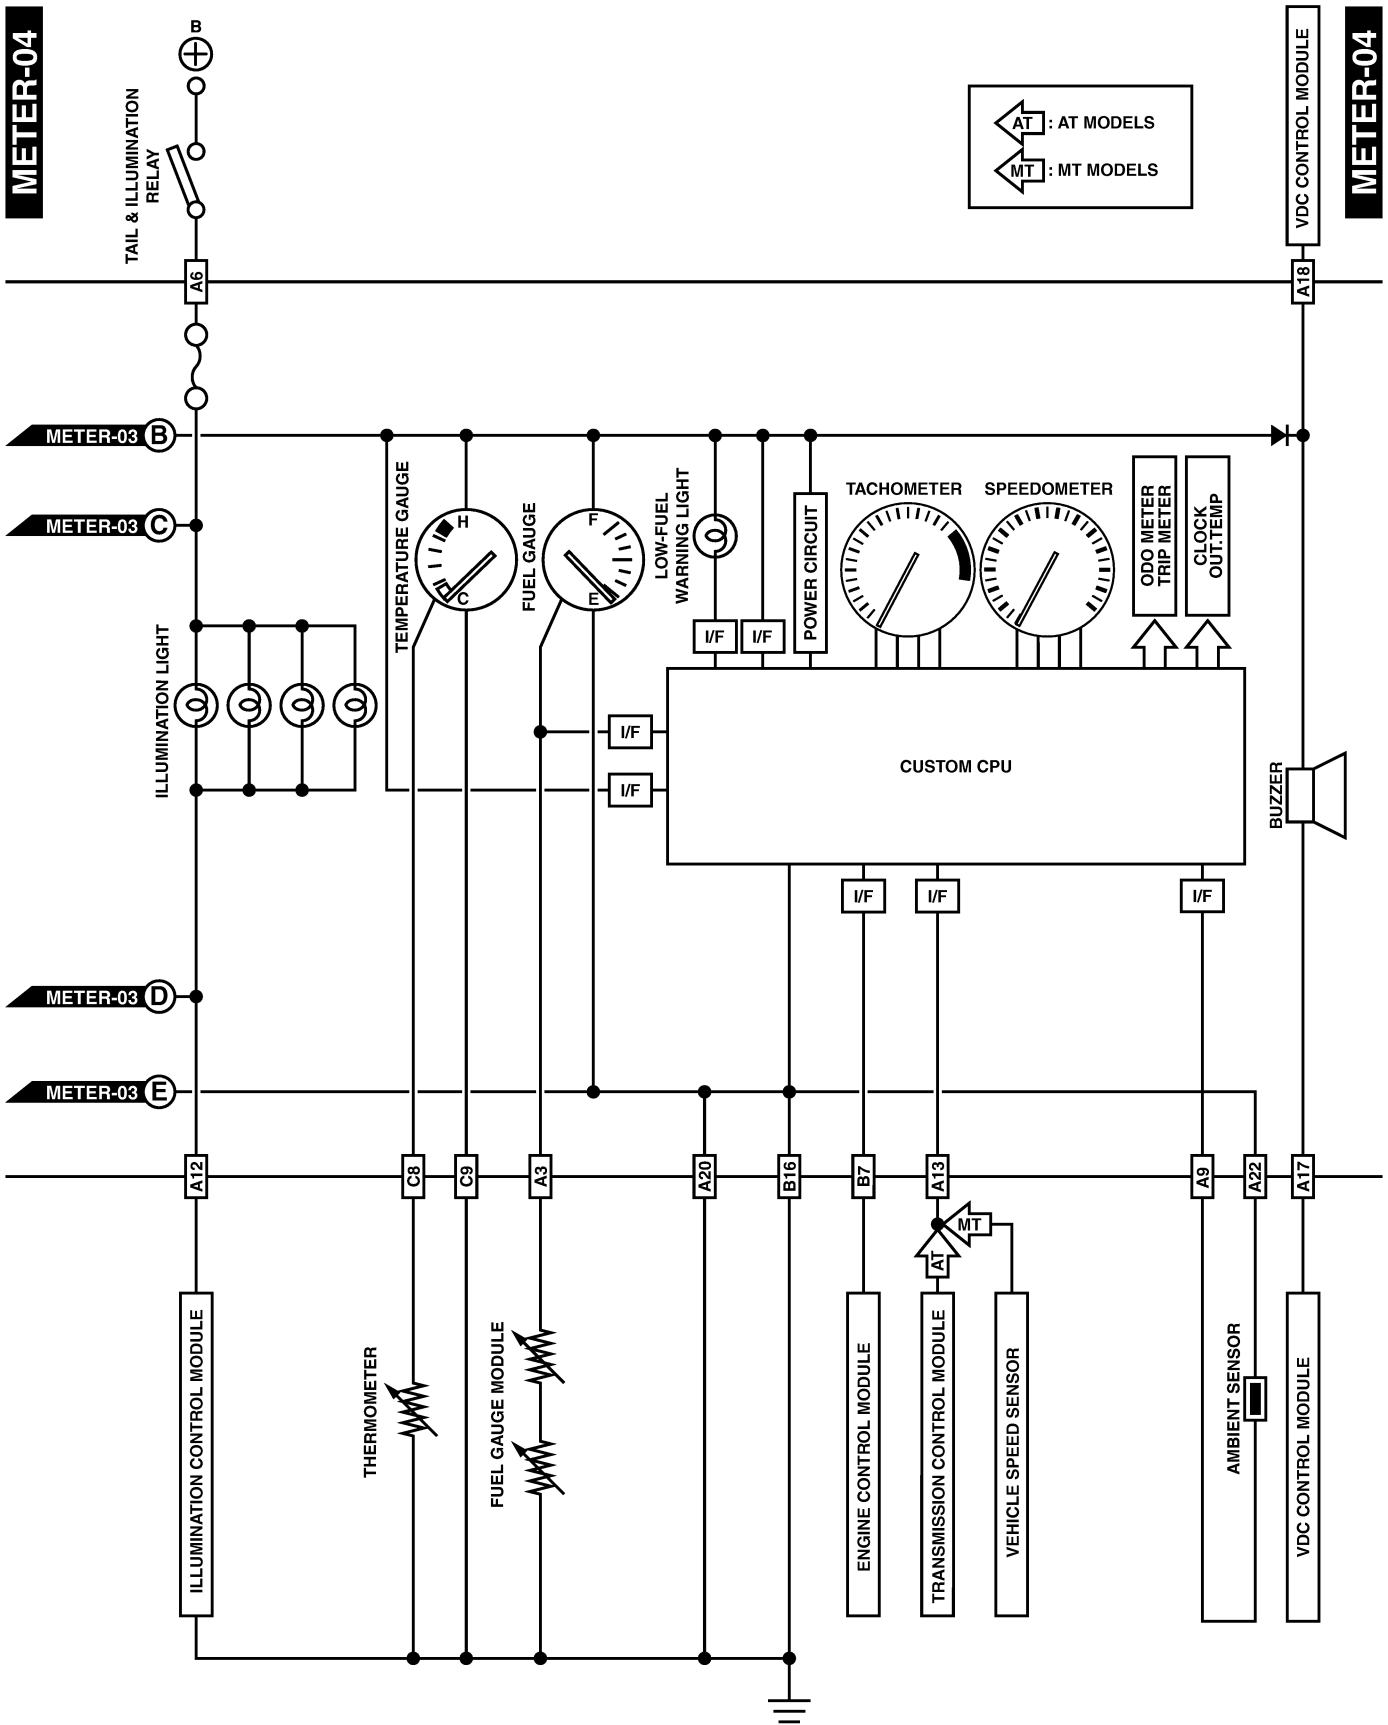 METER-04
METER-04
B
TAIL & ILLUMINATION
RELAY
AT
: AT MODELS
MT
: MT MODELS
VDC CONTROL MODULE
A6
A18
METER-03
B
METER-03
C
TEMPERATURE GAUGE
H
C
FUEL GAUGE
F
E
LOW-FUEL
WARNING LIGHT
I/F
I/F
POWER CIRCUIT
TACHOMETER
SPEEDOMETER
ODO METER
TRIP METER
CLOCK
OUT.TEMP
ILLUMINATION LIGHT
I/F
I/F
CUSTOM CPU
BUZZER
I/F
I/F
I/F
METER-03
D
METER-03
E
A12
C8
C9
A3
A20
B16
B7
A13
A9
A22
A17
MT
AT
ILLUMINATION CONTROL MODULE
THERMOMETER
FUEL GAUGE MODULE
ENGINE CONTROL MODULE
TRANSMISSION CONTROL MODULE
VEHICLE SPEED SENSOR
AMBIENT SENSOR
VDC CONTROL MODULE